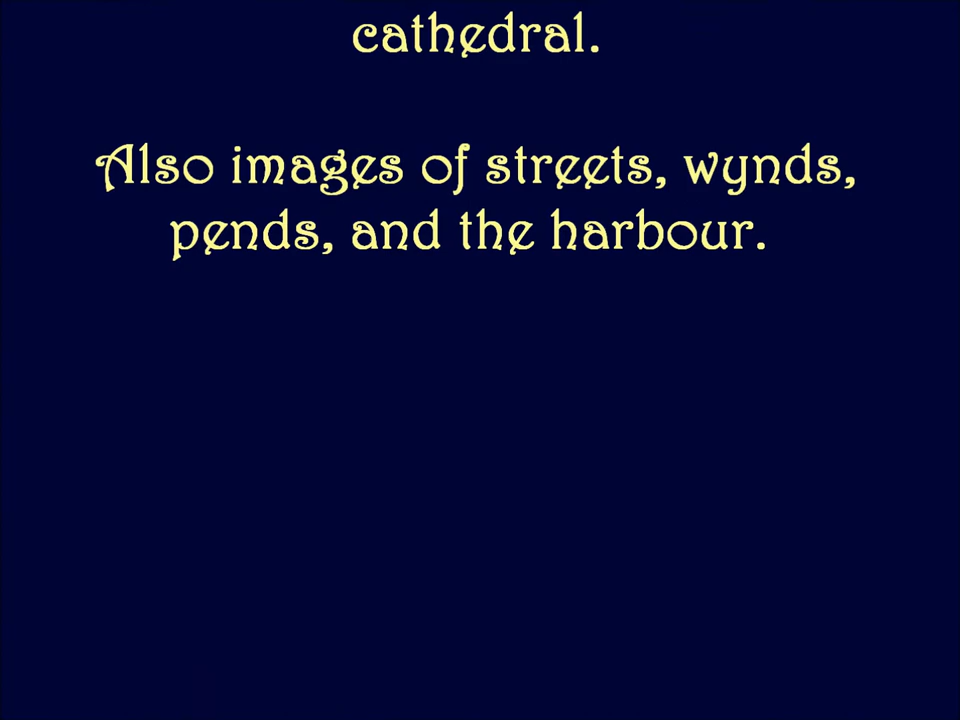 cathedral.
Also images of streets, wynds,
pends, and the harbour.